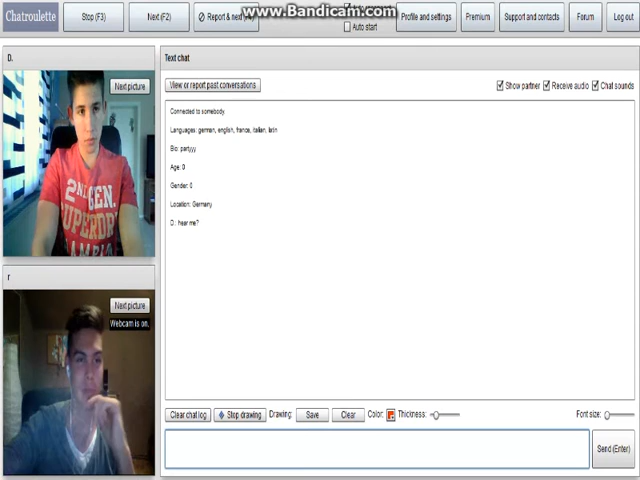 www.Bandicam.com
Chatroulette
Stop (F3)
Next (F2)
Report & next
Auto start
Profile and settings
Premium
Support and contacts
Forum
Log out
D.
Next picture
Text chat
View or report past conversations
Show partner
Receive audio
Chat sounds
Connected to somebody.
Languages: german, english, france, italian, latin
Bio: partyyy
Age: 0
Gender: 0
Location: Germany
D.: hear me?
2ND GEN.
SUPERDR
r
Next picture
Webcam is on.
Clear chat log
Stop drawing
Drawing:
Save
Clear
Color:
Thickness:
Font size:
Send (Enter)